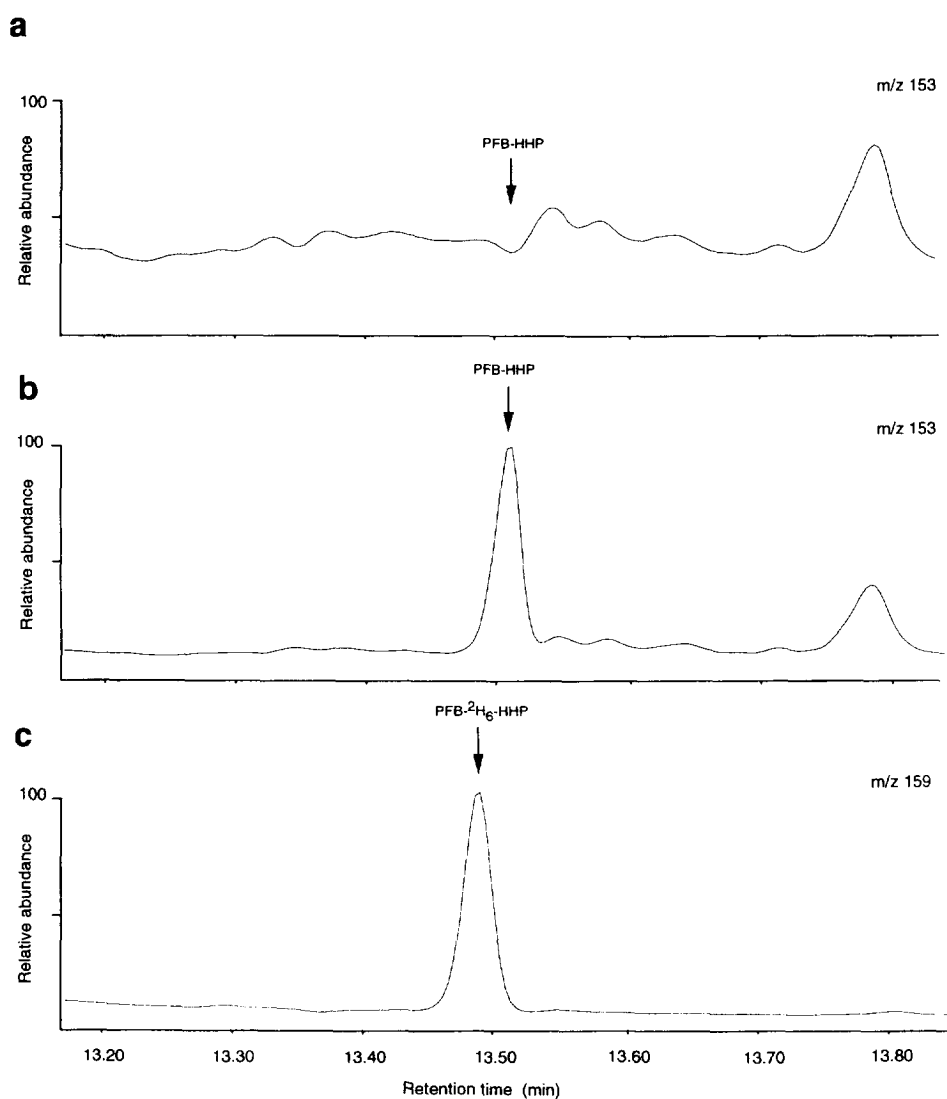 a
m/z 153
100
PFB-HHP
Relative abundance
b
PFB-HHP
m/z 153
100
Relative abundance
PFB-²H₆-HHP
c
m/z 159
100
Relative abundance
13.20 13.30 13.40 13.50 13.60 13.70 13.80
Retention time (min)